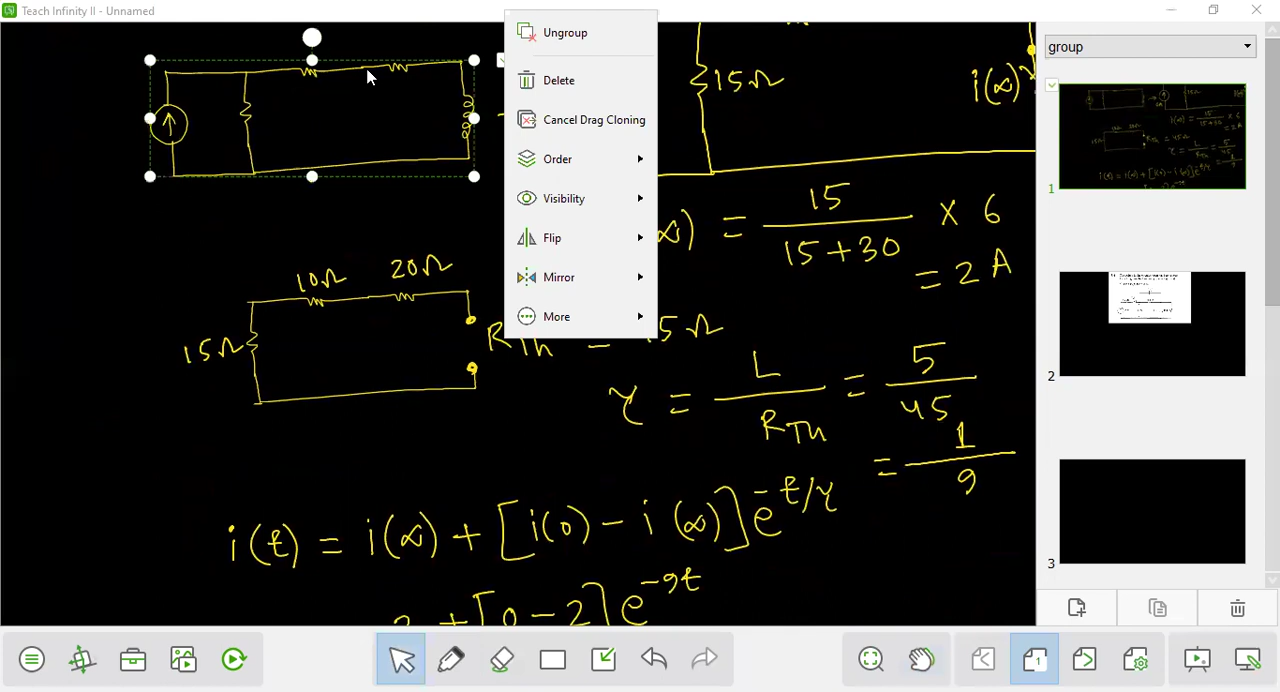 Teach Infinity II - Unnamed
Ungroup
Delete
Cancel Drag Cloning
Order
Visibility
Flip
Mirror
More
group
1
2
3
15Ω
i(∞)
∞) = 15 / 15+30 × 6
= 2 A
10Ω 20Ω
15Ω
RTh = 45Ω
τ = L / RTh = 5 / 45
= 1 / 9
i(t) = i(∞) + [i(0) - i(∞)] e^-t/τ
2 + [0 - 2] e^-9t
1